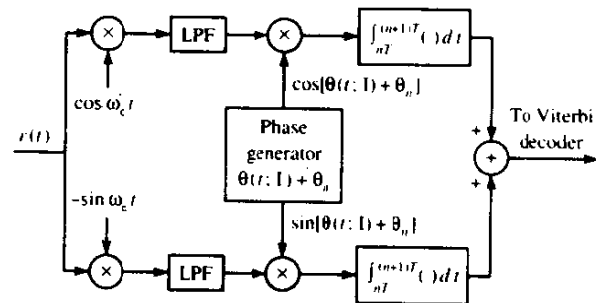 LPF
∫_{nT}^{(n+1)T} ( ) dt
cos ω_c t
cos[θ(t; I) + θ_n]
To Viterbi
decoder
r(t)
Phase
generator
θ(t; I) + θ_n
+
+
+
-sin ω_c t
sin[θ(t; I) + θ_n]
LPF
∫_{nT}^{(n+1)T} ( ) dt